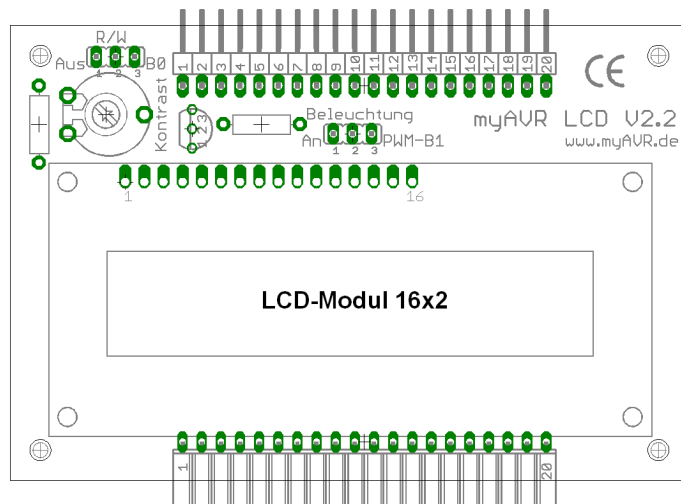 R/W
Aus 1 2 3 B0
Kontrast
1 2 3
1 2 3 4 5 6 7 8 9 10 11 12 13 14 15 16 17 18 19 20
Beleuchtung
An 1 2 3 PWM-B1
CE
myAVR LCD V2.2
www.myAVR.de
1 16
LCD-Modul 16x2
1 20